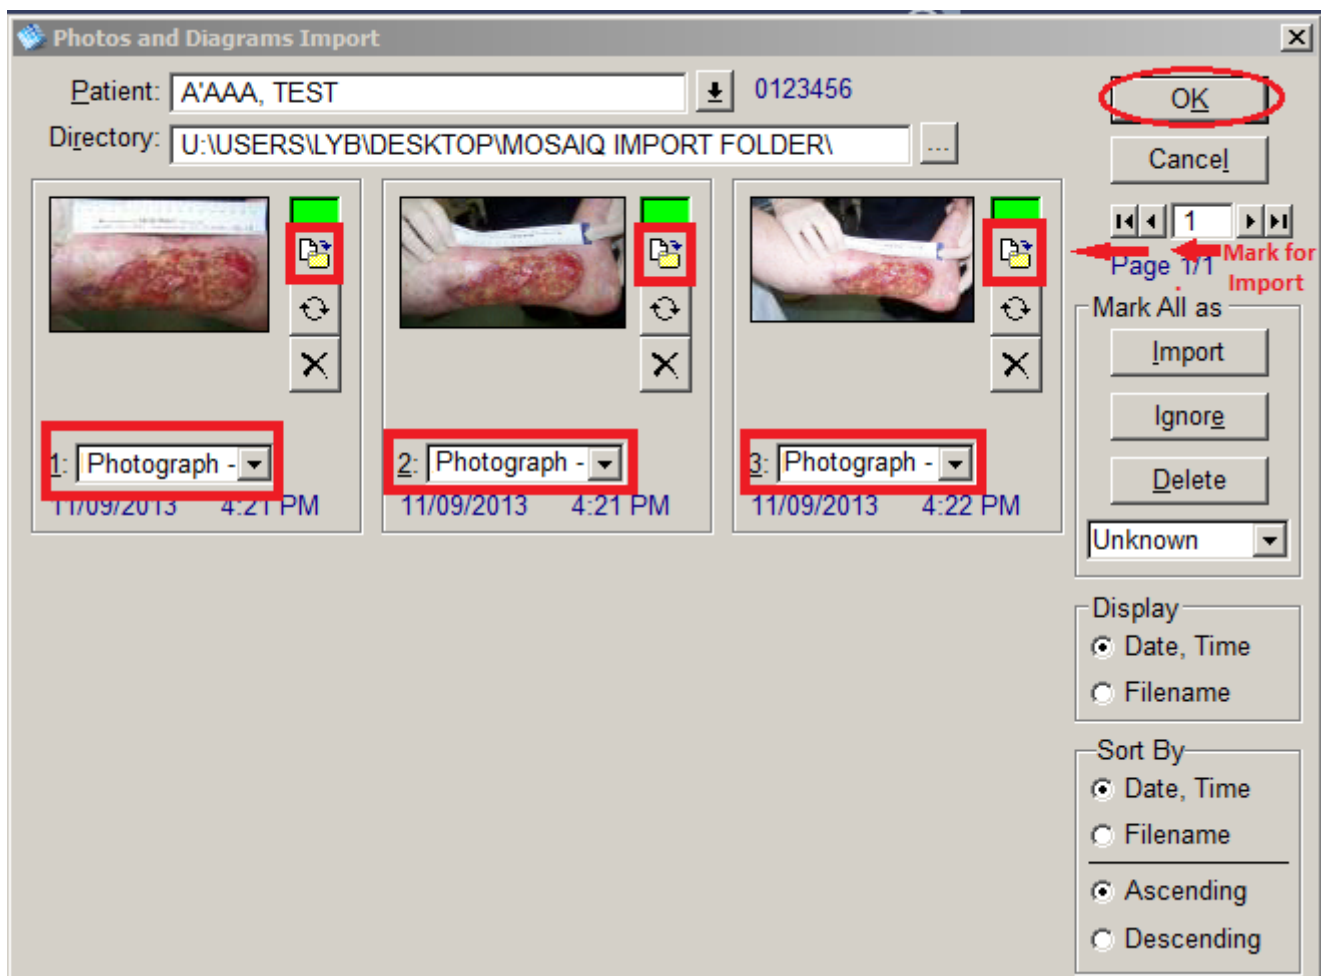 Photos and Diagrams Import
Patient: A'AAA, TEST 0123456
Directory: U:\USERS\LYB\DESKTOP\MOSAIQ IMPORT FOLDER\ ...
OK
Cancel
1
Page 1/1
Mark for
Import
1: Photograph -
11/09/2013 4:21 PM
2: Photograph -
11/09/2013 4:21 PM
3: Photograph -
11/09/2013 4:22 PM
Mark All as
Import
Ignore
Delete
Unknown
Display
Date, Time
Filename
Sort By
Date, Time
Filename
Ascending
Descending